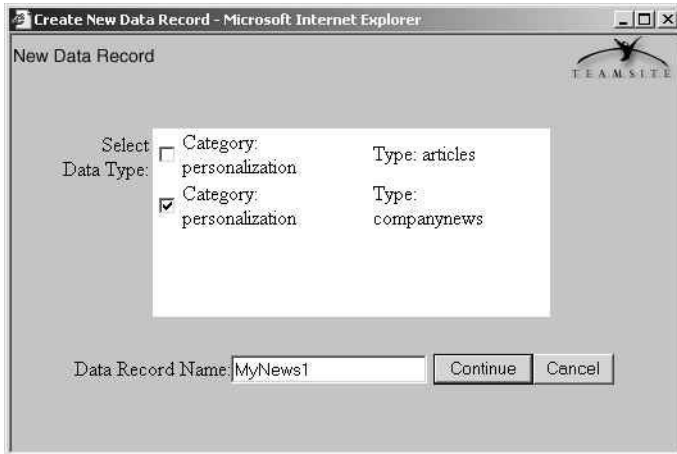 Create New Data Record - Microsoft Internet Explorer
New Data Record
TEAMSITE
Select
Data Type:
Category:
personalization
Type: articles
Category:
personalization
Type:
companynews
Data Record Name:
MyNews1
Continue
Cancel